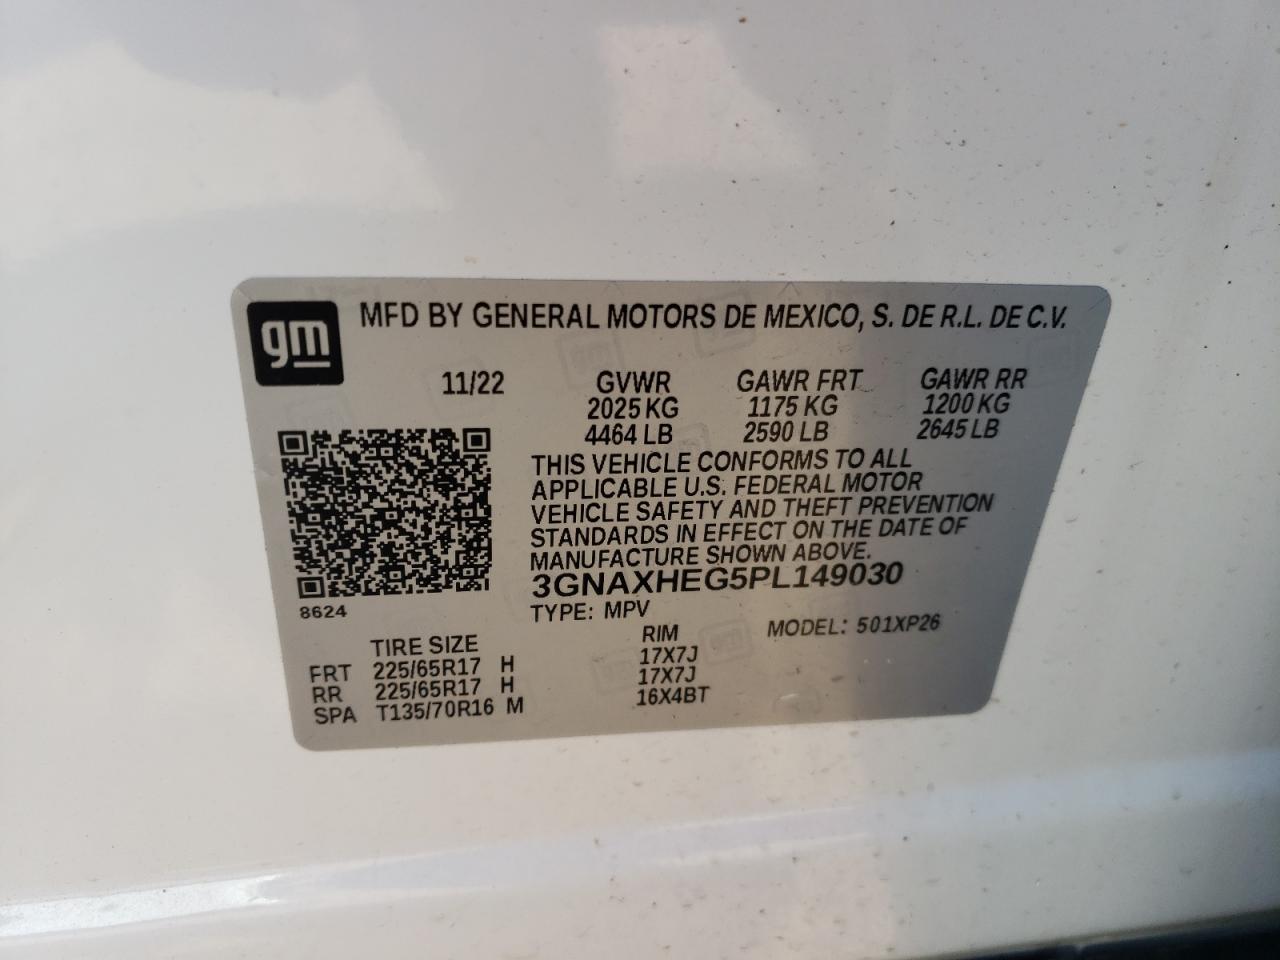 gm
MFD BY GENERAL MOTORS DE MEXICO, S. DE R.L. DE C.V.
11/22 GVWR GAWR FRT GAWR RR
2025 KG 1175 KG 1200 KG
4464 LB 2590 LB 2645 LB
THIS VEHICLE CONFORMS TO ALL
APPLICABLE U.S. FEDERAL MOTOR
VEHICLE SAFETY AND THEFT PREVENTION
STANDARDS IN EFFECT ON THE DATE OF
MANUFACTURE SHOWN ABOVE.
3GNAXHEG5PL149030
8624
TYPE: MPV MODEL: 501XP26
TIRE SIZE RIM
FRT 225/65R17 H 17X7J
RR 225/65R17 H 17X7J
SPA T135/70R16 M 16X4BT